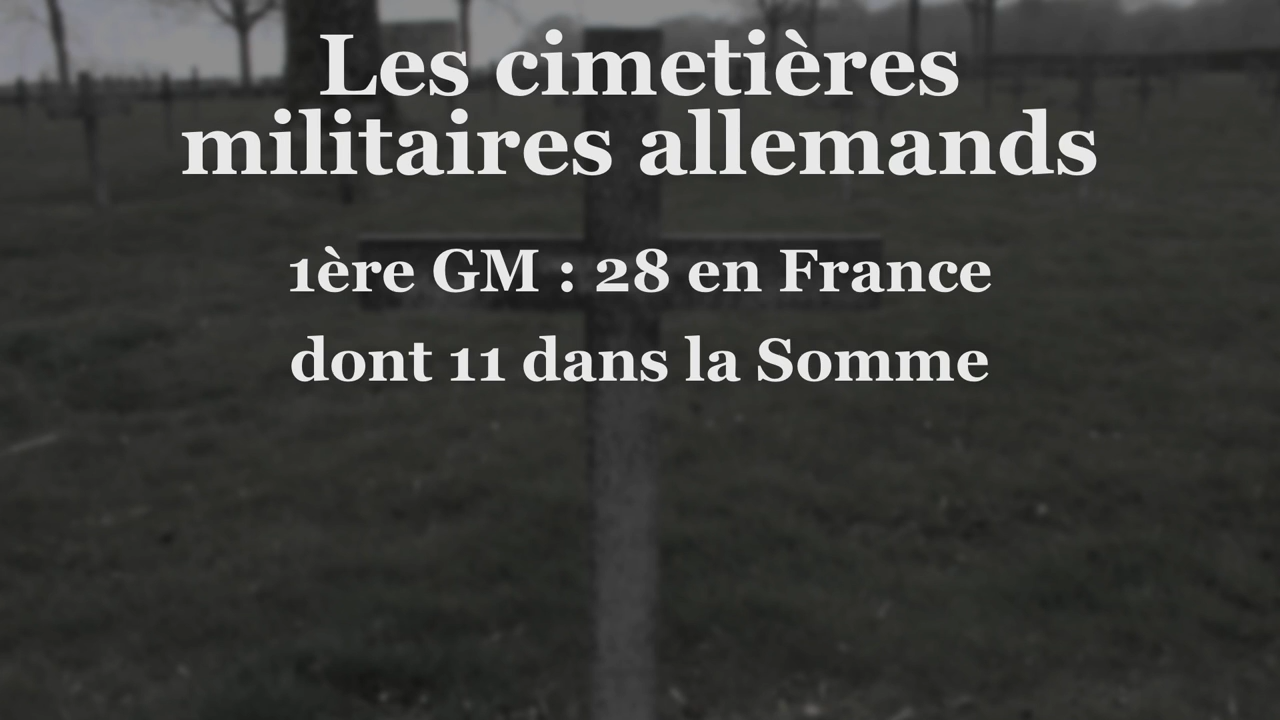 Les cimetières
militaires allemands
1ère GM : 28 en France
dont 11 dans la Somme